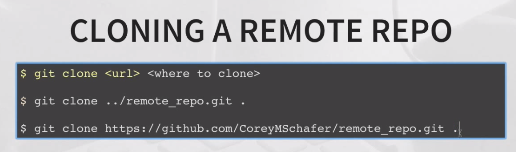 CLONING A REMOTE REPO
$ git clone <url> <where to clone>
$ git clone ../remote_repo.git .
$ git clone https://github.com/CoreyMSchafer/remote_repo.git .